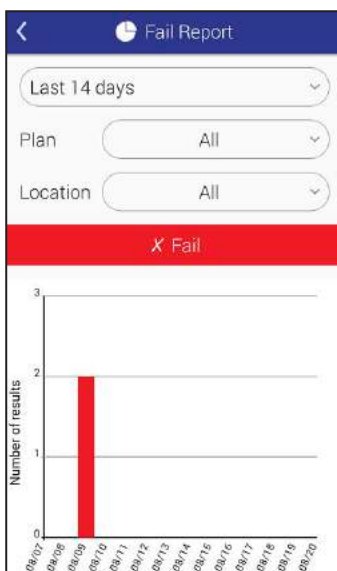 Fail Report
Last 14 days
Plan All
Location All
X Fail
Number of results
3
2
1
0
08/07 08/08 08/09 08/10 08/11 08/12 08/13 08/14 08/15 08/16 08/17 08/18 08/19 08/20